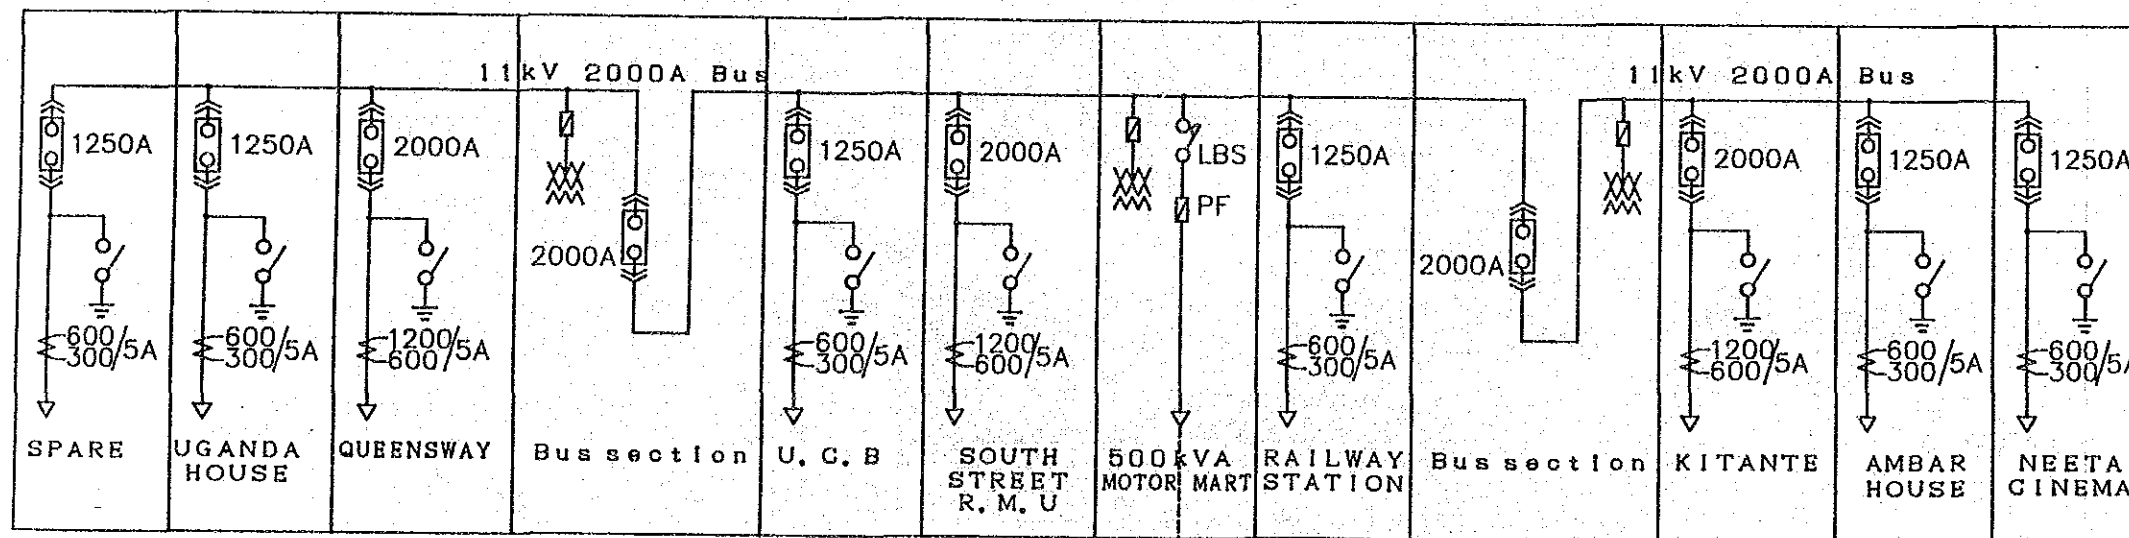 11kV 2000A Bus
11kV 2000A Bus
1250A
1250A
2000A
2000A
1250A
2000A
LBS
PF
1250A
2000A
2000A
1250A
1250A
600
300/5A
600
300/5A
1200
600/5A
600
300/5A
1200
600/5A
600
300/5A
1200
600/5A
600
300/5A
600
300/5A
SPARE
UGANDA
HOUSE
QUEENSWAY
Bus section
U. C. B
SOUTH
STREET
R. M. U
500kVA
MOTOR MART
RAILWAY
STATION
Bus section
KITANTE
AMBAR
HOUSE
NEETA
CINEMA